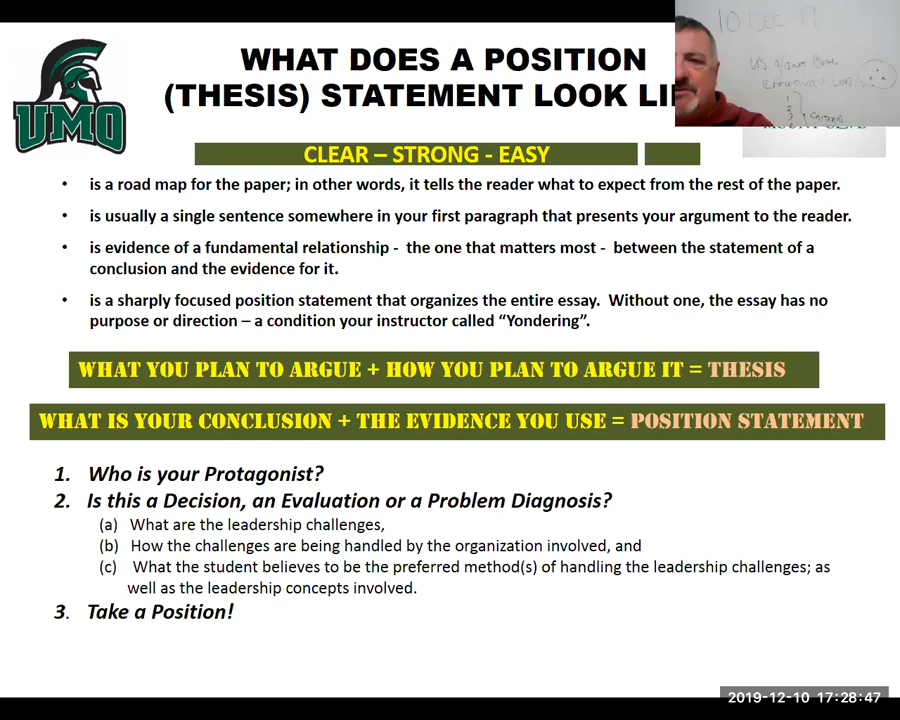 10 DEC 19
WHAT DOES A POSITION
(THESIS) STATEMENT LOOK LI
UMO
CLEAR – STRONG - EASY
• is a road map for the paper; in other words, it tells the reader what to expect from the rest of the paper.
• is usually a single sentence somewhere in your first paragraph that presents your argument to the reader.
• is evidence of a fundamental relationship - the one that matters most - between the statement of a
conclusion and the evidence for it.
• is a sharply focused position statement that organizes the entire essay. Without one, the essay has no
purpose or direction – a condition your instructor called “Yondering”.
WHAT YOU PLAN TO ARGUE + HOW YOU PLAN TO ARGUE IT = THESIS
WHAT IS YOUR CONCLUSION + THE EVIDENCE YOU USE = POSITION STATEMENT
1. Who is your Protagonist?
2. Is this a Decision, an Evaluation or a Problem Diagnosis?
(a) What are the leadership challenges,
(b) How the challenges are being handled by the organization involved, and
(c) What the student believes to be the preferred method(s) of handling the leadership challenges; as
well as the leadership concepts involved.
3. Take a Position!
2019-12-10 17:28:47